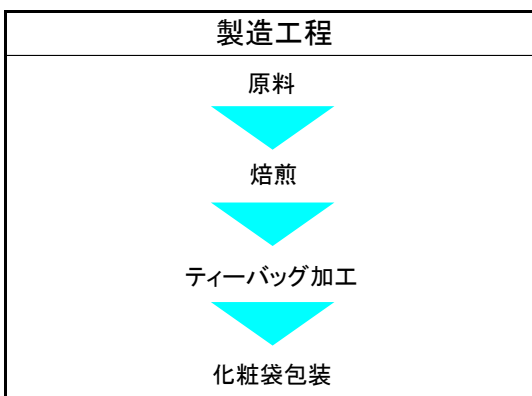 製造工程
原料
焙煎
ティーバッグ加工
化粧袋包装